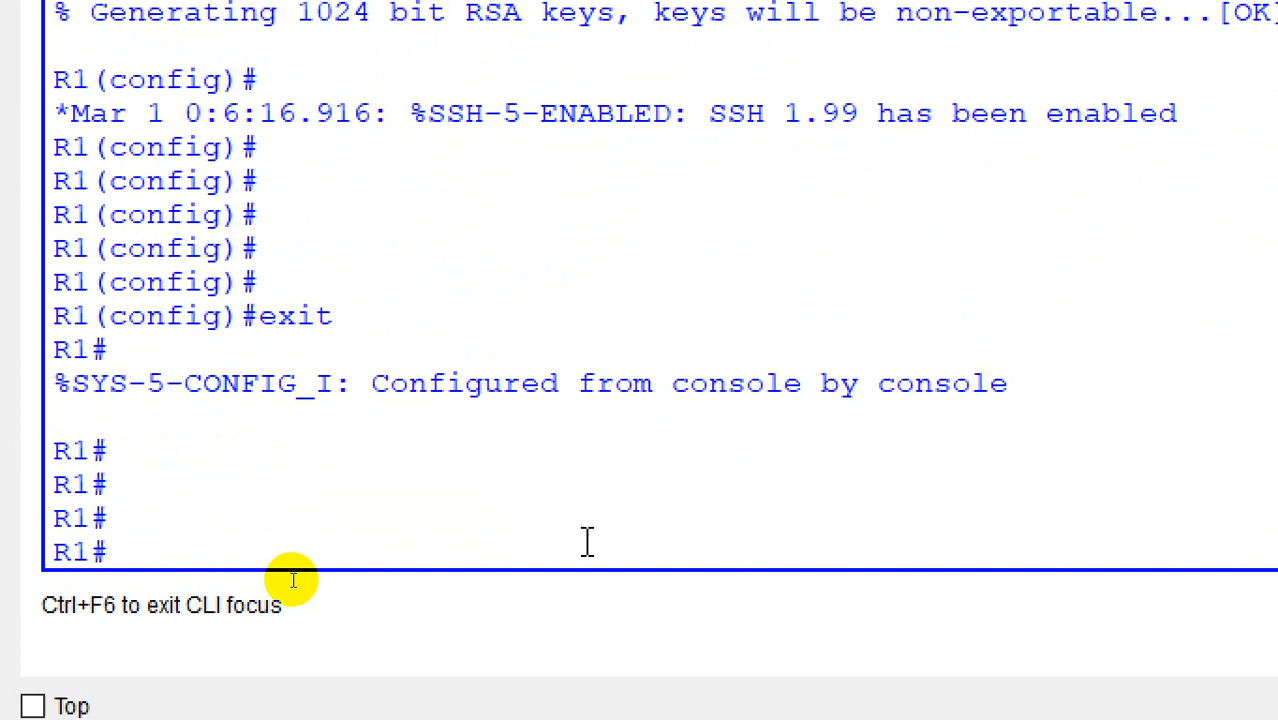 % Generating 1024 bit RSA keys, keys will be non-exportable...[OK]
R1(config)#
*Mar 1 0:6:16.916: %SSH-5-ENABLED: SSH 1.99 has been enabled
R1(config)#
R1(config)#
R1(config)#
R1(config)#
R1(config)#
R1(config)#exit
R1#
%SYS-5-CONFIG_I: Configured from console by console
R1#
R1#
R1#
R1#
Ctrl+F6 to exit CLI focus
Top